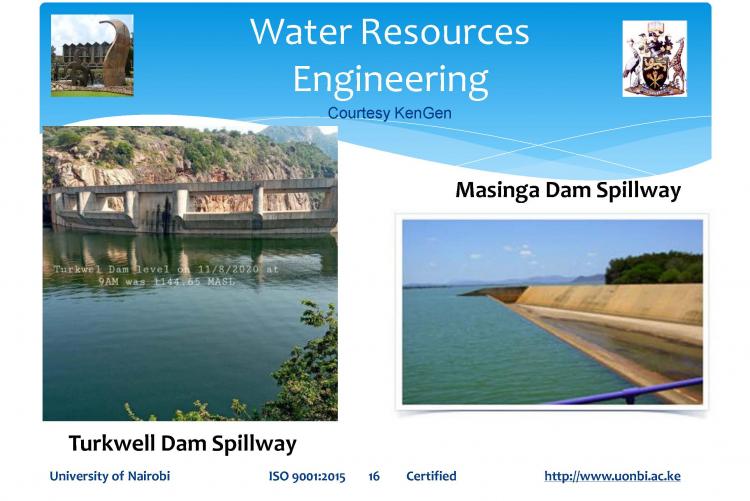 Water Resources
Engineering
Courtesy KenGen
Masinga Dam Spillway
Turkwel Dam level on 11/8/2020 at
9AM was 1144.65 MASL
Turkwell Dam Spillway
University of Nairobi ISO 9001:2015 16 Certified http://www.uonbi.ac.ke